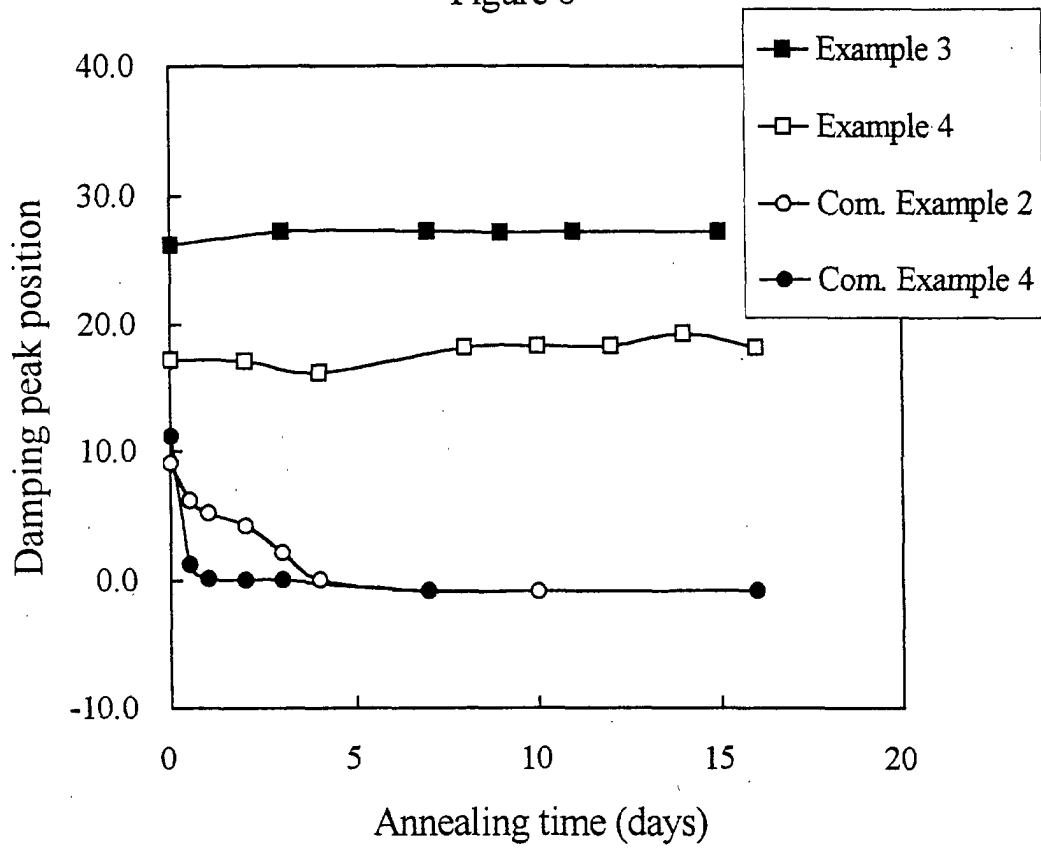 Example 3
Example 4
Com. Example 2
Com. Example 4
40.0
30.0
20.0
10.0
0.0
-10.0
Damping peak position
0 5 10 15 20
Annealing time (days)